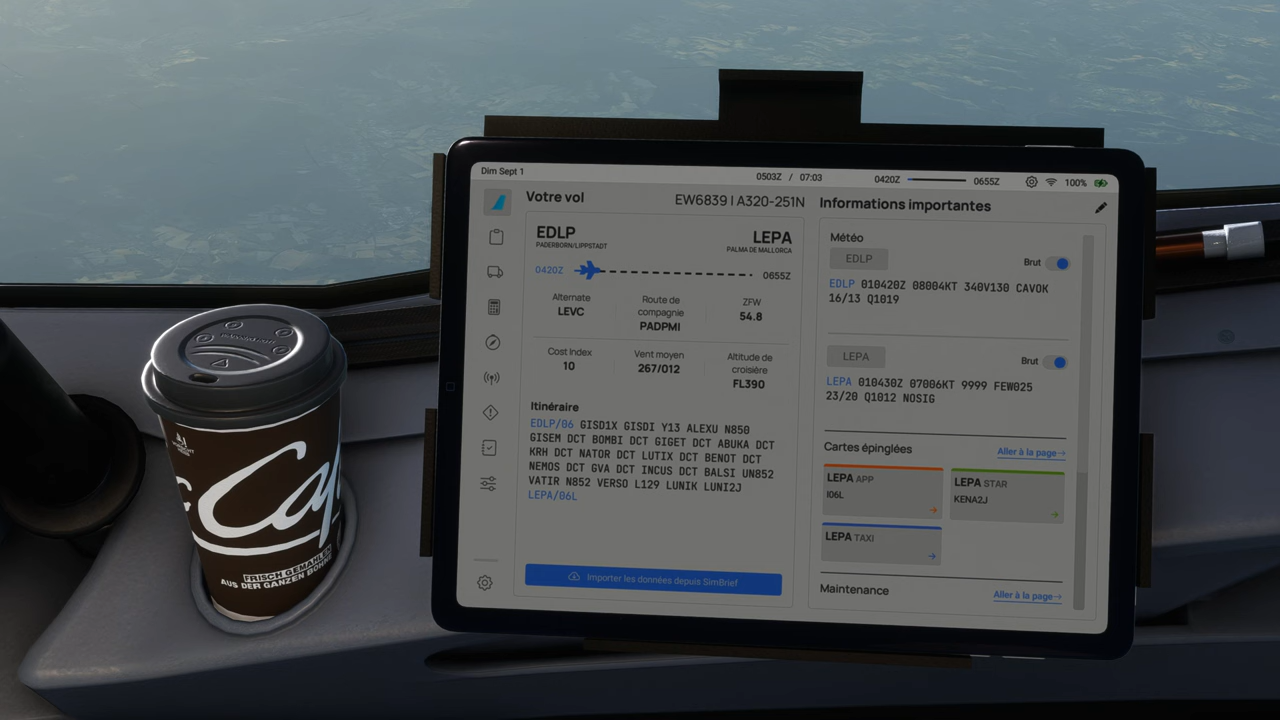 Dim Sept 1
0503Z / 07:03
0420Z
0655Z
100%
Votre vol
EW6839 | A320-251N
EDLP
PADERBORN/LIPPSTADT
LEPA
PALMA DE MALLORCA
0420Z
0655Z
Alternate
LEVC
Route de
compagnie
PADPMI
ZFW
54.8
Cost Index
10
Vent moyen
267/012
Altitude de
croisière
FL390
Itinéraire
EDLP/06 GISD1X GISDI Y13 ALEXU N850
GISEM DCT BOMBI DCT GIGET DCT ABUKA DCT
KRH DCT NATOR DCT LUTIX DCT BENOT DCT
NEMOS DCT GVA DCT INCUS DCT BALSI UN852
VATIR N852 VERSO L129 LUNIK LUNI2J
LEPA/06L
Importer les données depuis SimBrief
Informations importantes
Météo
EDLP
Brut
EDLP 010420Z 08004KT 340V130 CAVOK
16/13 Q1019
LEPA
Brut
LEPA 010430Z 07006KT 9999 FEW025
23/20 Q1012 NOSIG
Cartes épinglées
Aller à la page
LEPA APP
I06L
LEPA STAR
KENA2J
LEPA TAXI
Maintenance
Aller à la page
Caf
FRISCH GEMAHLEN
AUS DER GANZEN BOHNE